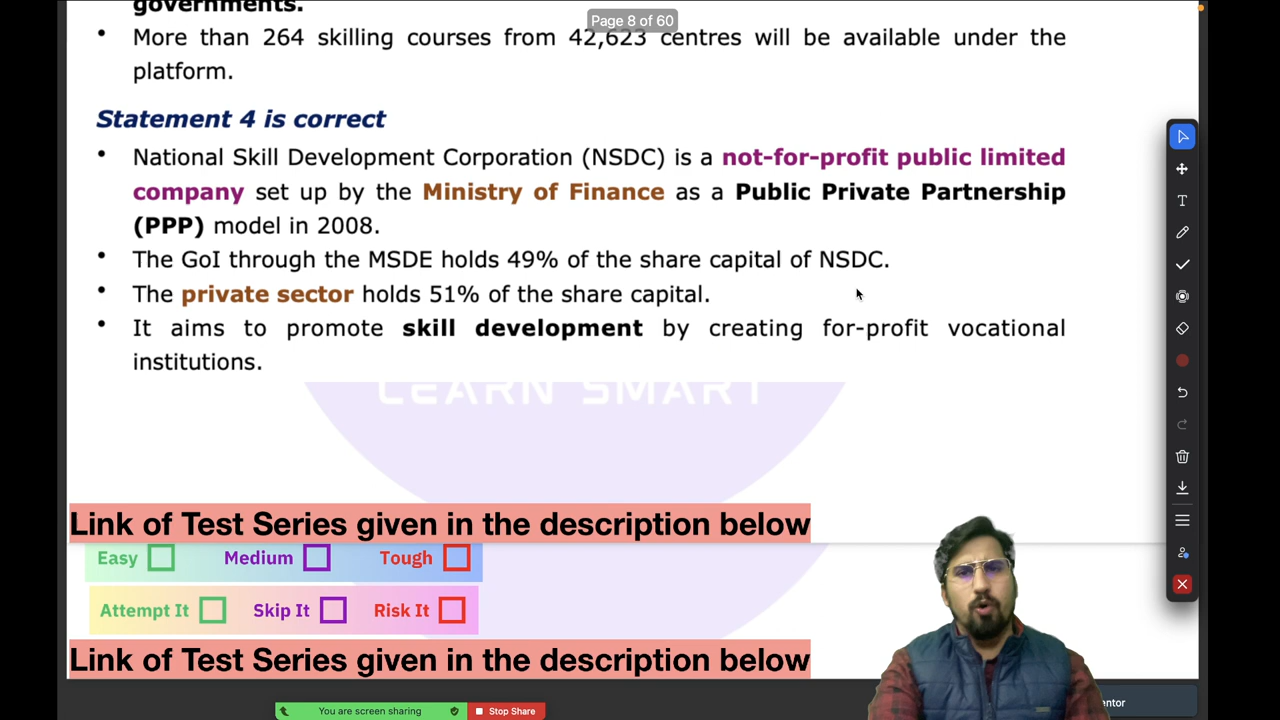 governments.
Page 8 of 60
• More than 264 skilling courses from 42,623 centres will be available under the
platform.
Statement 4 is correct
• National Skill Development Corporation (NSDC) is a not-for-profit public limited
company set up by the Ministry of Finance as a Public Private Partnership
(PPP) model in 2008.
• The GoI through the MSDE holds 49% of the share capital of NSDC.
• The private sector holds 51% of the share capital.
• It aims to promote skill development by creating for-profit vocational
institutions.
LEARN SMART
Link of Test Series given in the description below
Easy Medium Tough
Attempt It Skip It Risk It
Link of Test Series given in the description below
You are screen sharing Stop Share